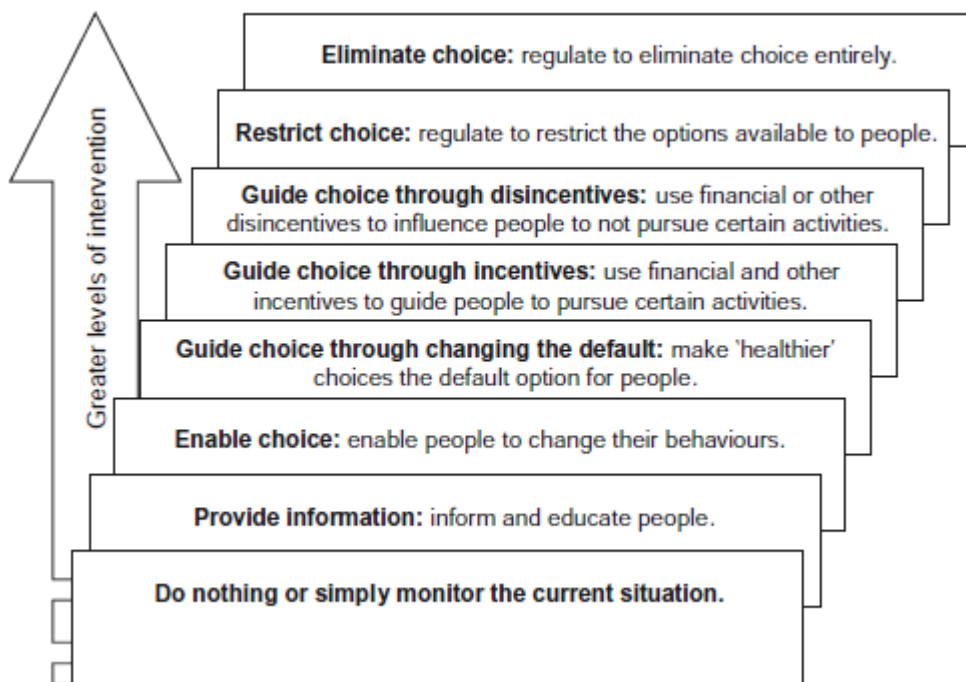 Eliminate choice: regulate to eliminate choice entirely.
Restrict choice: regulate to restrict the options available to people.
Guide choice through disincentives: use financial or other
disincentives to influence people to not pursue certain activities.
Guide choice through incentives: use financial and other
incentives to guide people to pursue certain activities.
Guide choice through changing the default: make ‘healthier’
choices the default option for people.
Enable choice: enable people to change their behaviours.
Provide information: inform and educate people.
Do nothing or simply monitor the current situation.
Greater levels of intervention